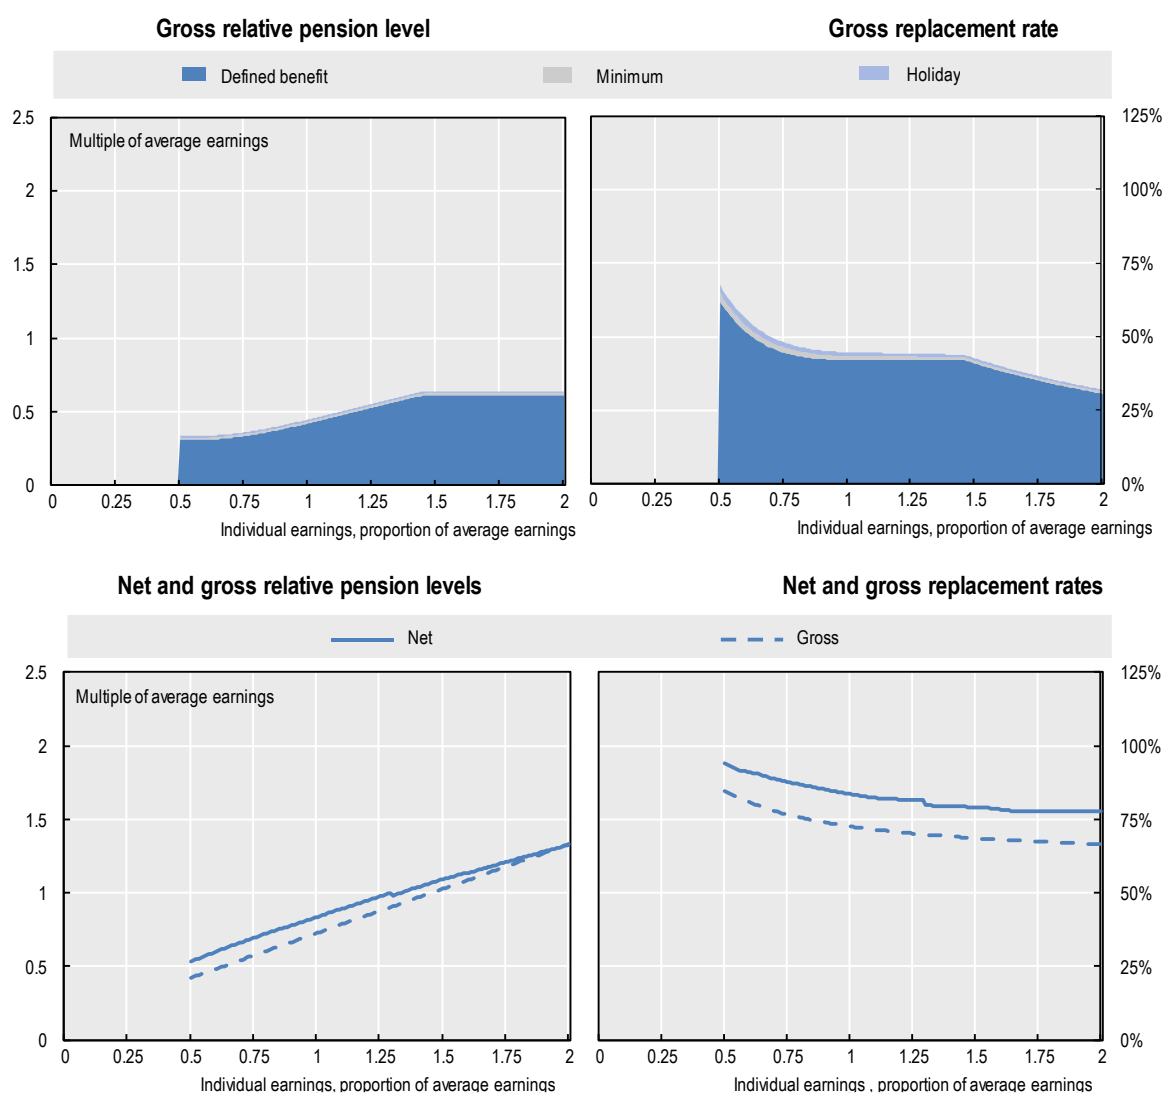 Gross relative pension level
Gross replacement rate
Defined benefit
Minimum
Holiday
2.5
2
1.5
1
0.5
0
Multiple of average earnings
0 0.25 0.5 0.75 1 1.25 1.5 1.75 2
Individual earnings, proportion of average earnings
125%
100%
75%
50%
25%
0%
0 0.25 0.5 0.75 1 1.25 1.5 1.75 2
Individual earnings, proportion of average earnings
Net and gross relative pension levels
Net and gross replacement rates
Net
Gross
2.5
2
1.5
1
0.5
0
Multiple of average earnings
0 0.25 0.5 0.75 1 1.25 1.5 1.75 2
Individual earnings, proportion of average earnings
125%
100%
75%
50%
25%
0%
0 0.25 0.5 0.75 1 1.25 1.5 1.75 2
Individual earnings , proportion of average earnings